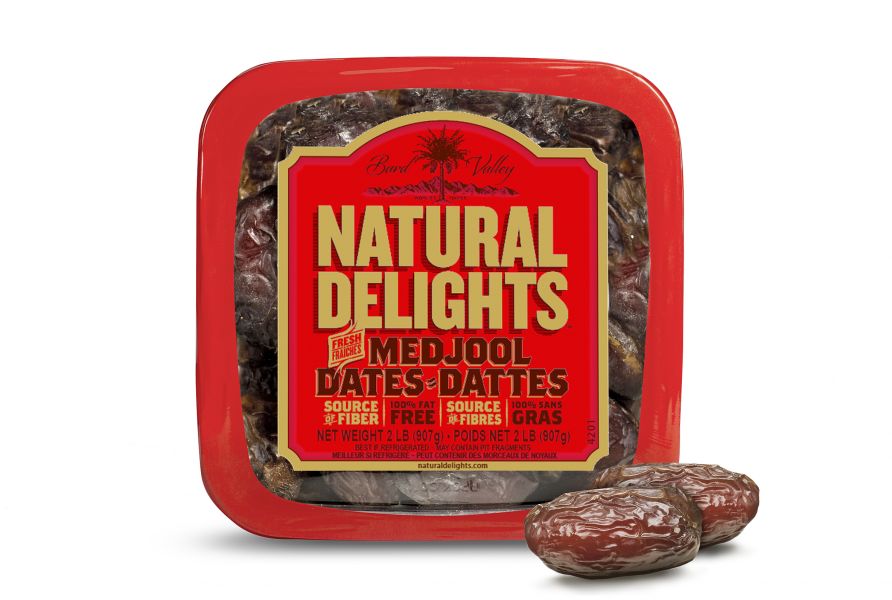 Bard Valley
NATURAL
DELIGHTS
FRESH
FRAÎCHES
MEDJOOL
DATES DATTES
SOURCE OF FIBER 100% FAT FREE SOURCE OF FIBRES 100% SANS GRAS
NET WEIGHT 2 LB (907g) • POIDS NET 2 LB (907g)
BEST IF REFRIGERATED. MAY CONTAIN PIT FRAGMENTS
MEILLEUR SI RÉFRIGÉRÉ - PEUT CONTENIR DES MORCEAUX DE NOYAUX.
naturaldelights.com
4201